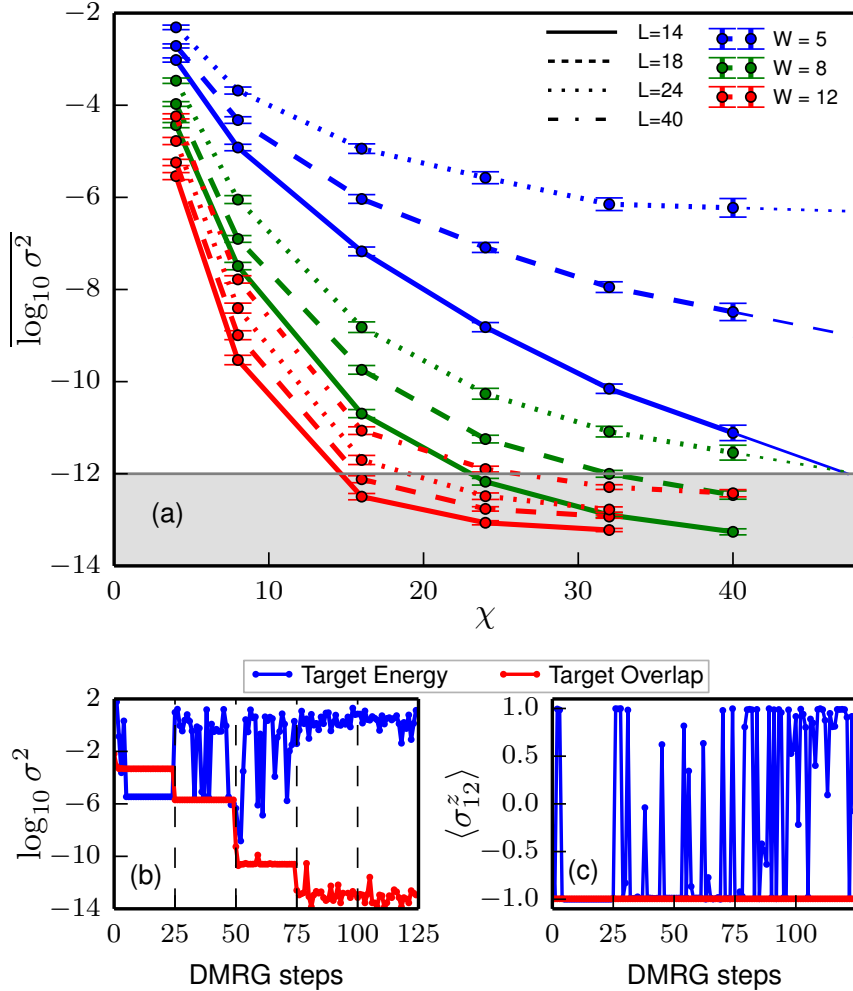 −2
−4
−6
−8
−10
−12
−14
0
10
20
30
40
χ
log₁₀ σ²
(a)
L=14
L=18
L=24
L=40
W = 5
W = 8
W = 12
Target Energy
Target Overlap
2
−2
−6
−10
−14
log₁₀ σ²
(b)
0
25
50
75
100
125
DMRG steps
1.0
0.5
0.0
−0.5
−1.0
⟨σᶻ₁₂⟩
(c)
0
50
100
DMRG steps